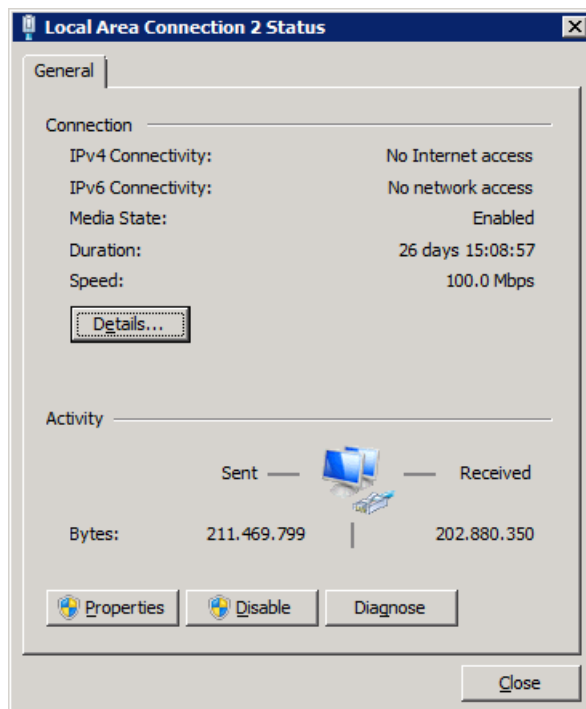 Local Area Connection 2 Status
General
Connection
IPv4 Connectivity: No Internet access
IPv6 Connectivity: No network access
Media State: Enabled
Duration: 26 days 15:08:57
Speed: 100.0 Mbps
Details...
Activity
Sent Received
Bytes: 211.469.799 202.880.350
Properties Disable Diagnose
Close